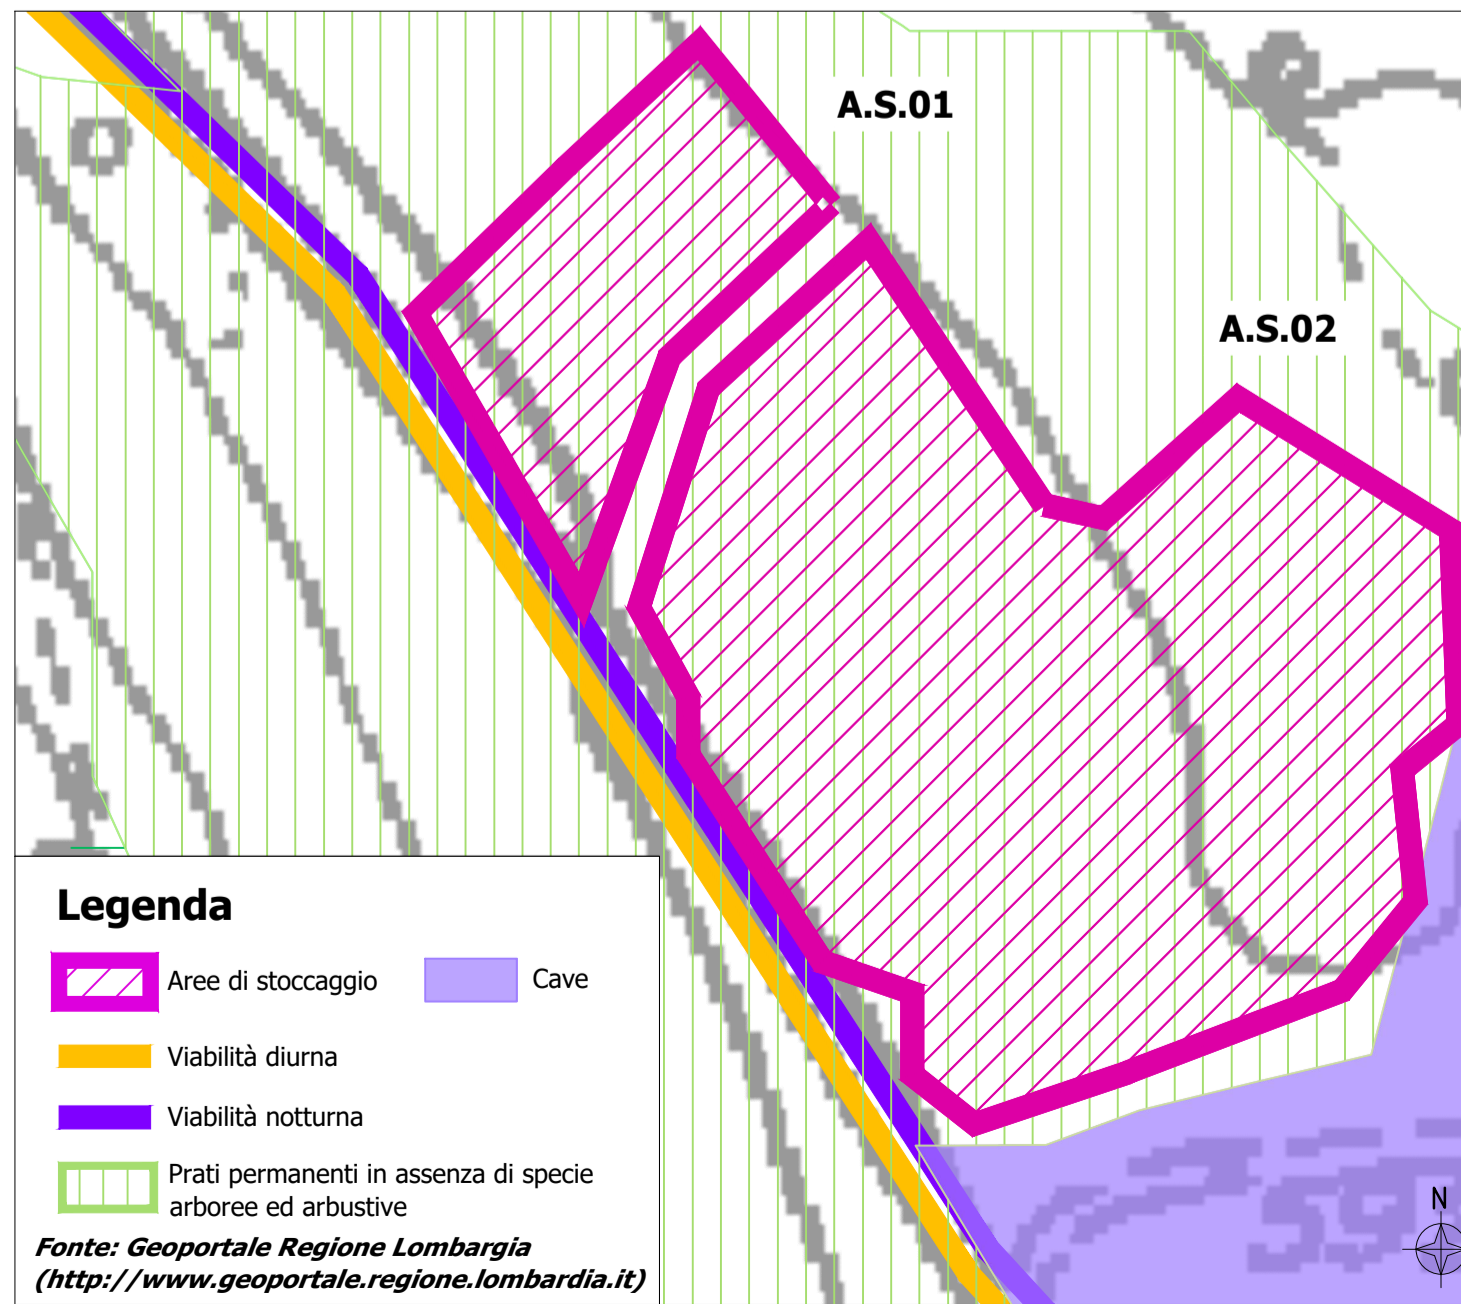 A.S.01
A.S.02
Legenda
Aree di stoccaggio
Cave
Viabilità diurna
Viabilità notturna
Prati permanenti in assenza di specie
arboree ed arbustive
Fonte: Geoportale Regione Lombargia
(http://www.geoportale.regione.lombardia.it)
59
N